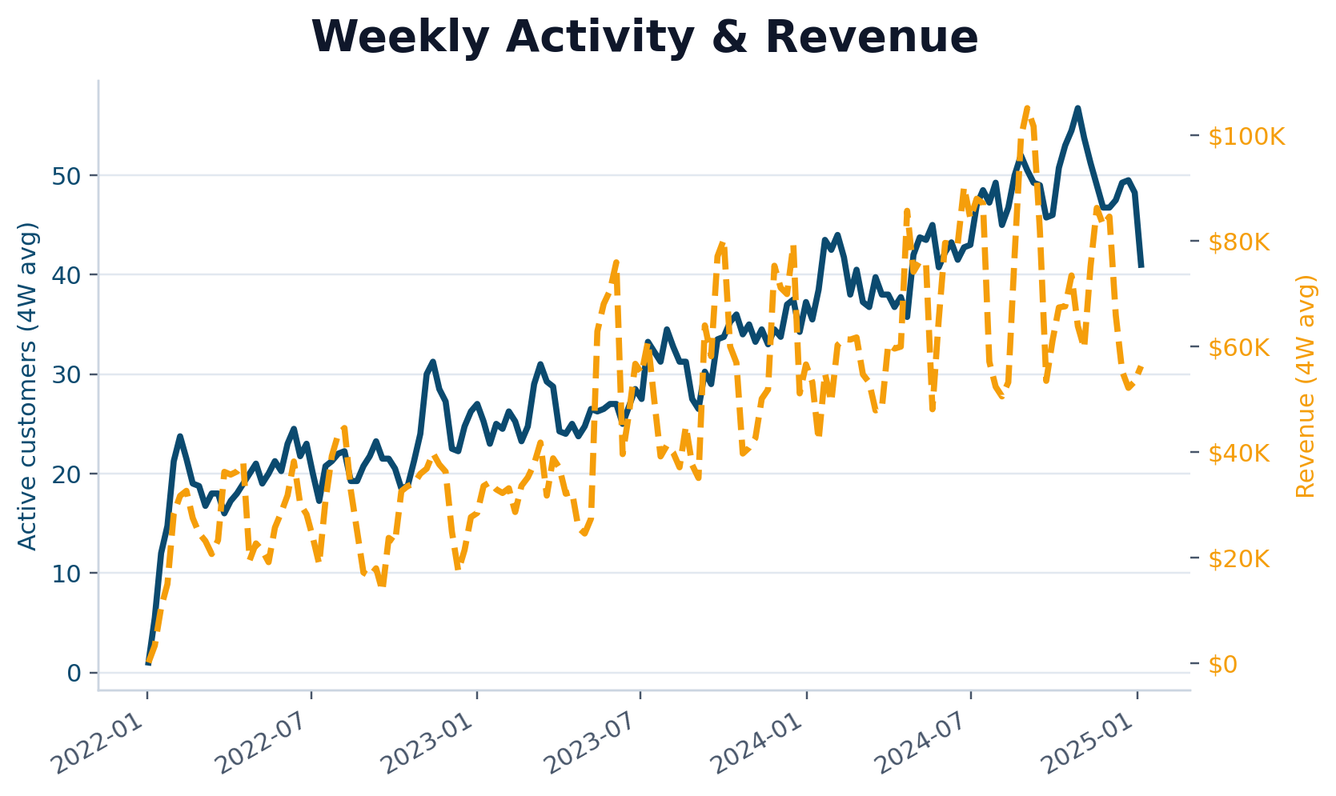 Weekly Activity & Revenue
Active customers (4W avg)
50
40
30
20
10
0
$100K
$80K
$60K
$40K
$20K
$0
Revenue (4W avg)
2022-01
2022-07
2023-01
2023-07
2024-01
2024-07
2025-01